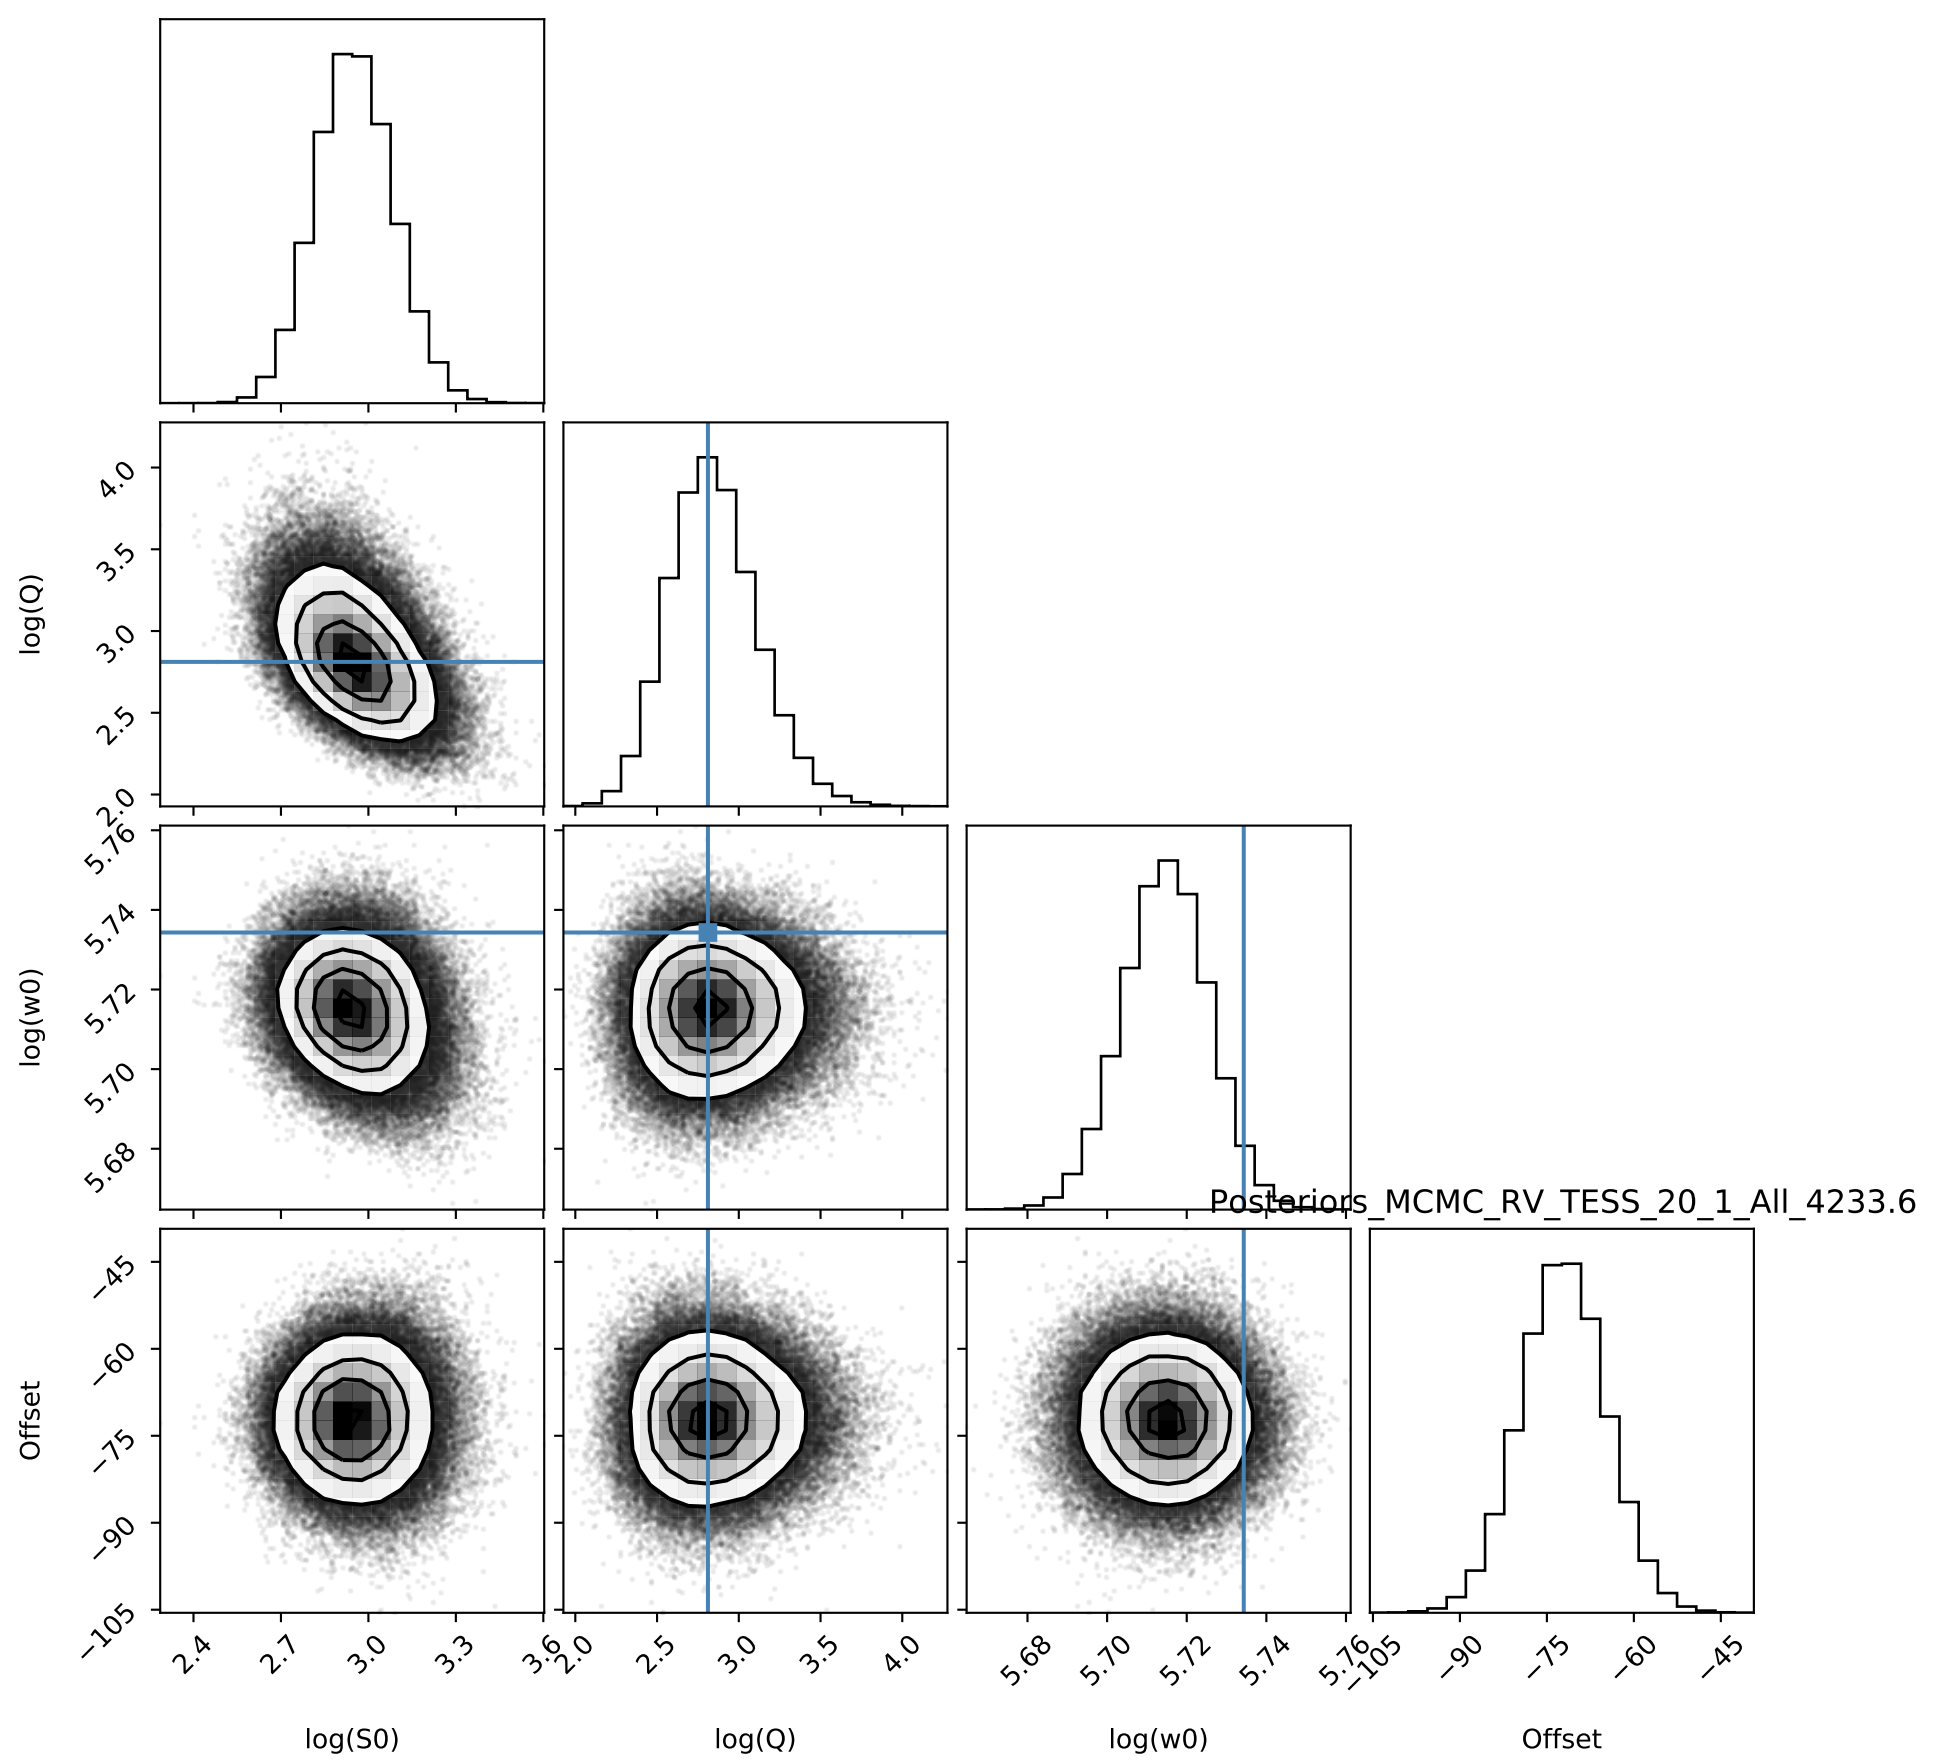 4.0
3.5
3.0
2.5
2.0
log(Q)
5.76
5.74
5.72
5.70
5.68
log(w0)
Posteriors_MCMC_RV_TESS_20_1_All_4233.6
−45
−60
−75
−90
−105
Offset
2.4 2.7 3.0 3.3 3.6 2.0 2.5 3.0 3.5 4.0 5.68 5.70 5.72 5.74 5.76 −105 −90 −75 −60 −45
log(S0) log(Q) log(w0) Offset